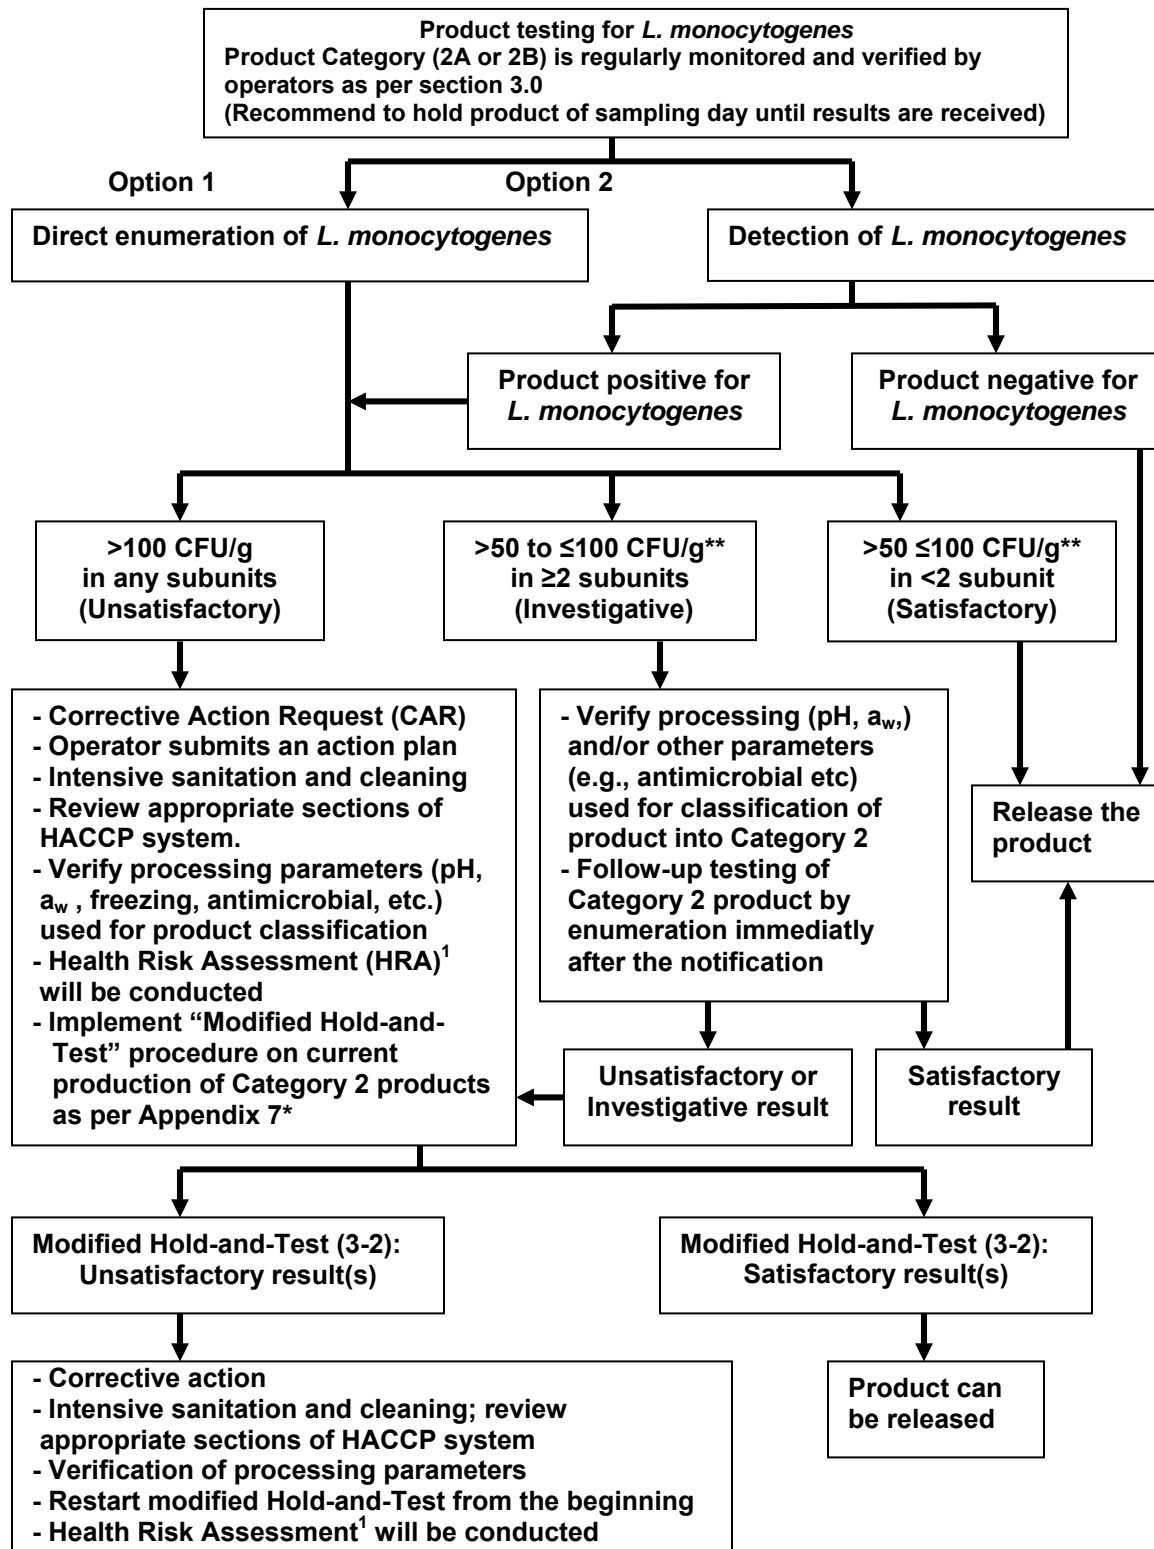 Product testing for L. monocytogenes
Product Category (2A or 2B) is regularly monitored and verified by
operators as per section 3.0
(Recommend to hold product of sampling day until results are received)
Option 1
Option 2
Direct enumeration of L. monocytogenes
Detection of L. monocytogenes
Product positive for
L. monocytogenes
Product negative for
L. monocytogenes
>100 CFU/g
in any subunits
(Unsatisfactory)
>50 to ≤100 CFU/g**
in ≥2 subunits
(Investigative)
>50 ≤100 CFU/g**
in <2 subunit
(Satisfactory)
- Corrective Action Request (CAR)
- Operator submits an action plan
- Intensive sanitation and cleaning
- Review appropriate sections of
HACCP system.
- Verify processing parameters (pH,
aw , freezing, antimicrobial, etc.)
used for product classification
- Health Risk Assessment (HRA)1
will be conducted
- Implement “Modified Hold-and-
Test” procedure on current
production of Category 2 products
as per Appendix 7*
- Verify processing (pH, aw,)
and/or other parameters
(e.g., antimicrobial etc)
used for classification of
product into Category 2
- Follow-up testing of
Category 2 product by
enumeration immediatly
after the notification
Release the
product
Unsatisfactory or
Investigative result
Satisfactory
result
Modified Hold-and-Test (3-2):
Unsatisfactory result(s)
Modified Hold-and-Test (3-2):
Satisfactory result(s)
- Corrective action
- Intensive sanitation and cleaning; review
appropriate sections of HACCP system
- Verification of processing parameters
- Restart modified Hold-and-Test from the beginning
- Health Risk Assessment1 will be conducted
Product can
be released